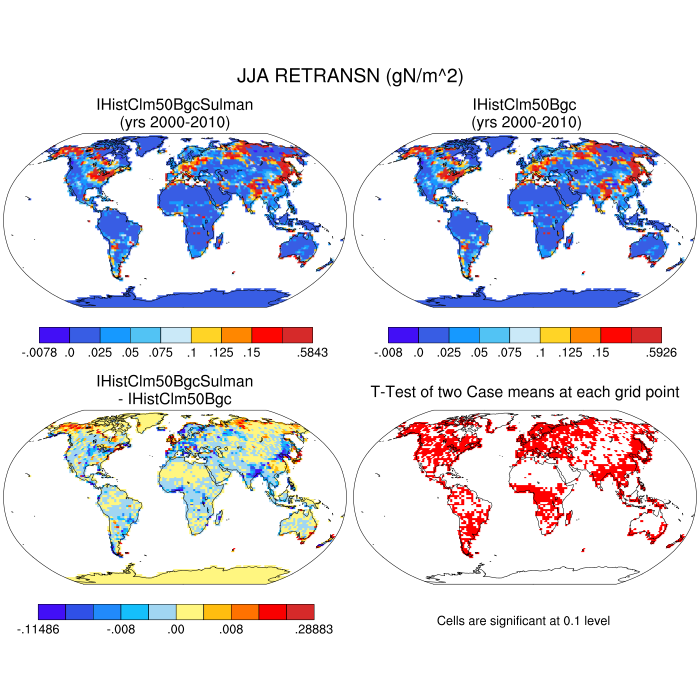 JJA RETRANSN (gN/m^2)
IHistClm50BgcSulman
(yrs 2000-2010)
IHistClm50Bgc
(yrs 2000-2010)
-.0078 .0 .025 .05 .075 .1 .125 .15 .5843
-.008 .0 .025 .05 .075 .1 .125 .15 .5926
IHistClm50BgcSulman
- IHistClm50Bgc
T-Test of two Case means at each grid point
-.11486 -.008 .00 .008 .28883
Cells are significant at 0.1 level